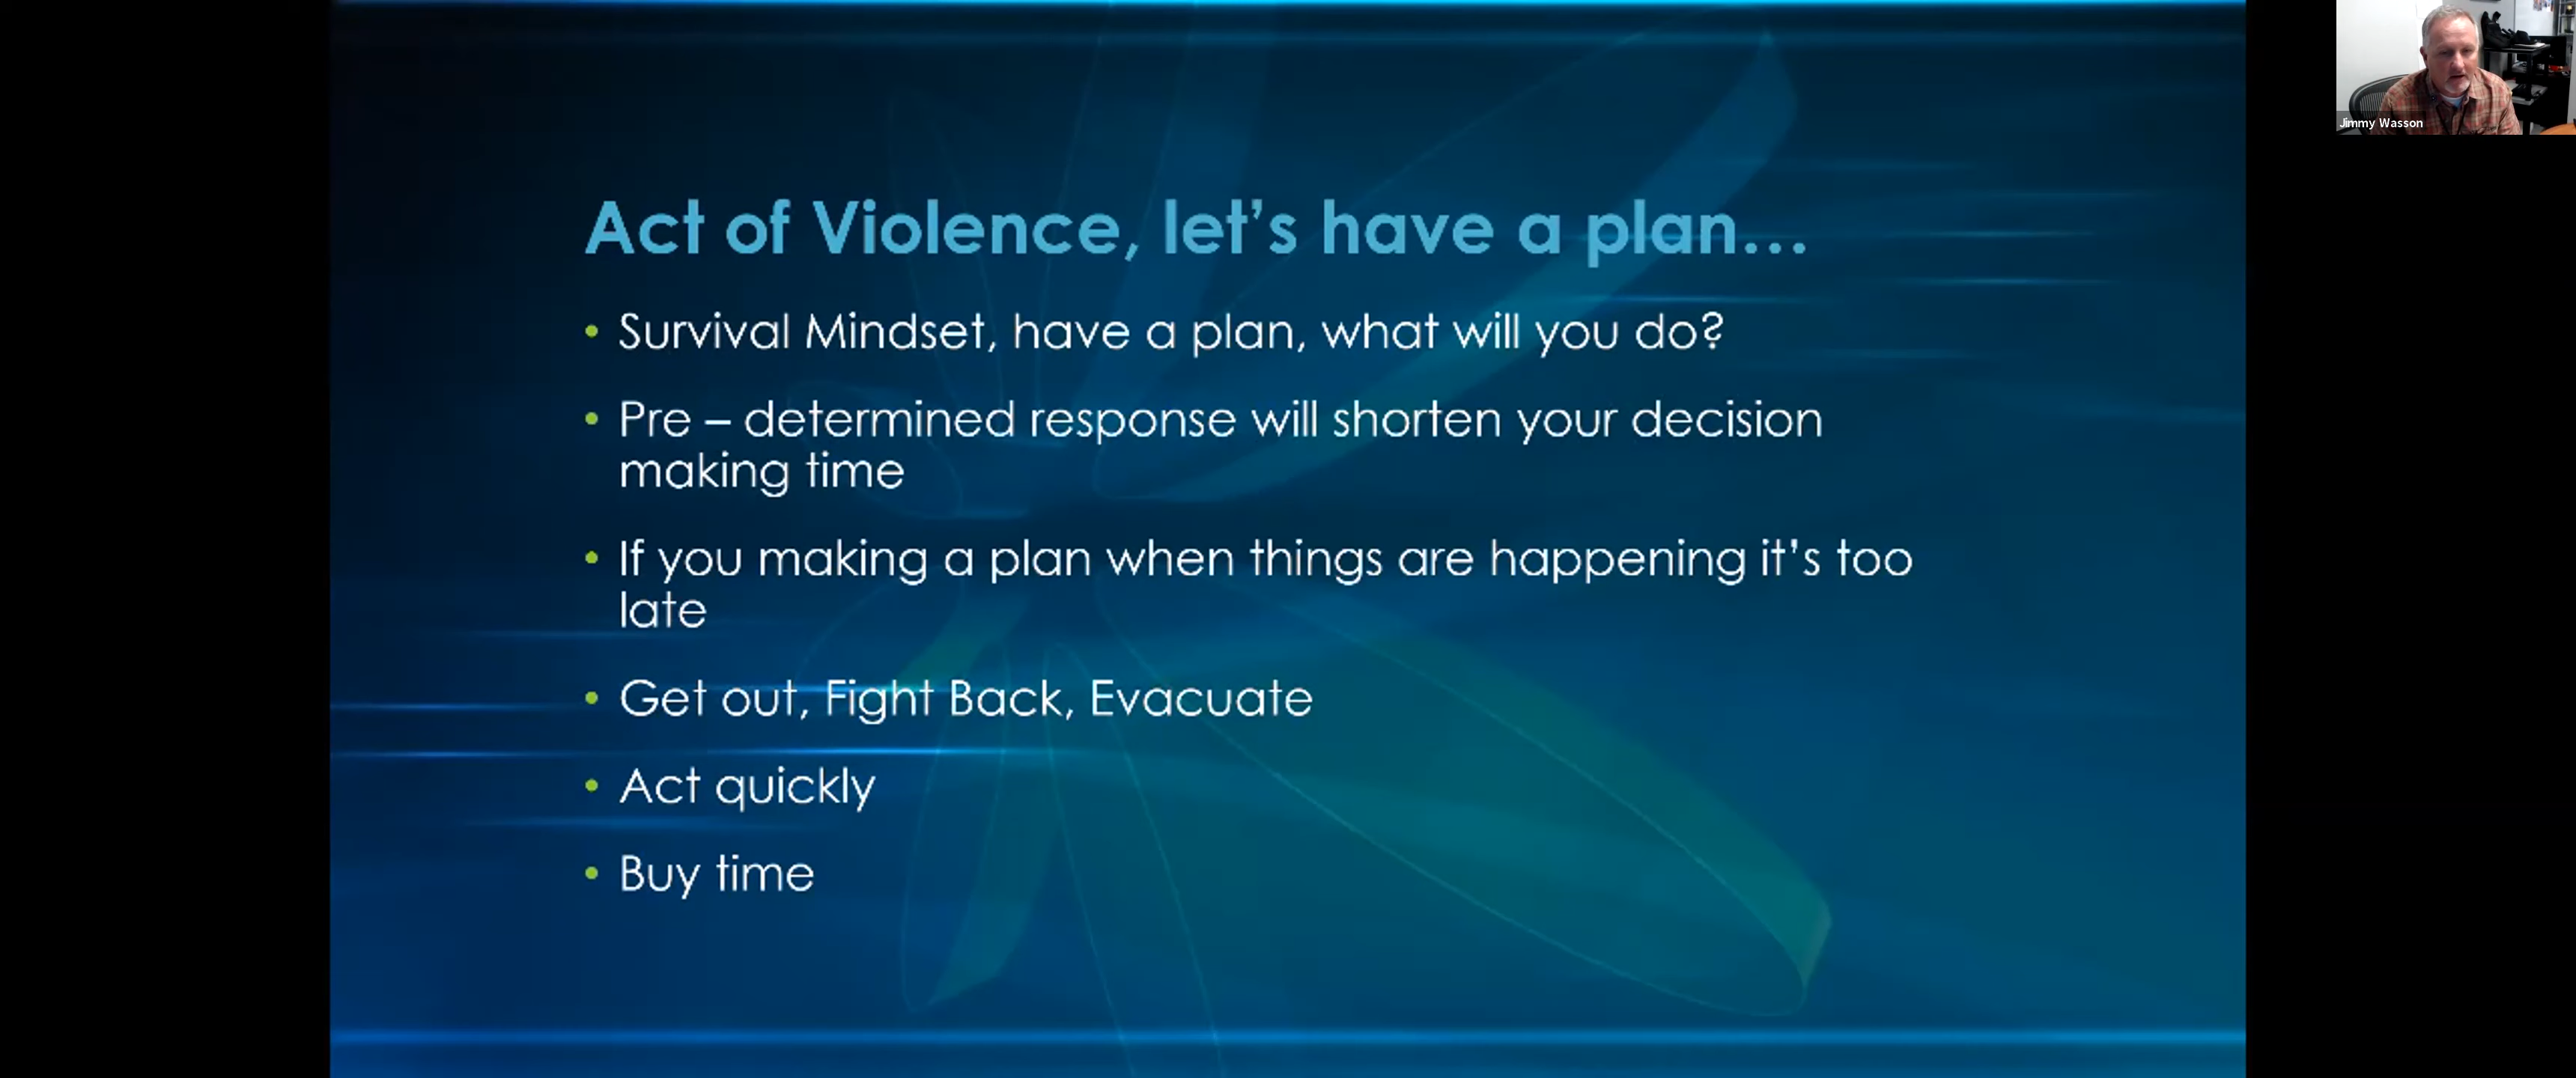 Act of Violence, let's have a plan...
• Survival Mindset, have a plan, what will you do?
• Pre – determined response will shorten your decision
making time
• If you making a plan when things are happening it's too
late
• Get out, Fight Back, Evacuate
• Act quickly
• Buy time
Jimmy Wasson